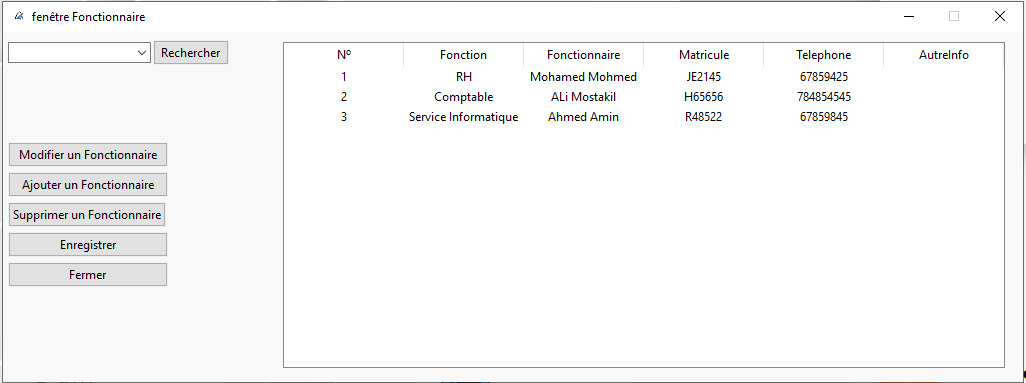 fenêtre Fonctionnaire
Rechercher
Nº Fonction Fonctionnaire Matricule Telephone AutreInfo
1 RH Mohamed Mohmed JE2145 67859425
2 Comptable ALi Mostakil H65656 784854545
3 Service Informatique Ahmed Amin R48522 67859845
Modifier un Fonctionnaire
Ajouter un Fonctionnaire
Supprimer un Fonctionnaire
Enregistrer
Fermer